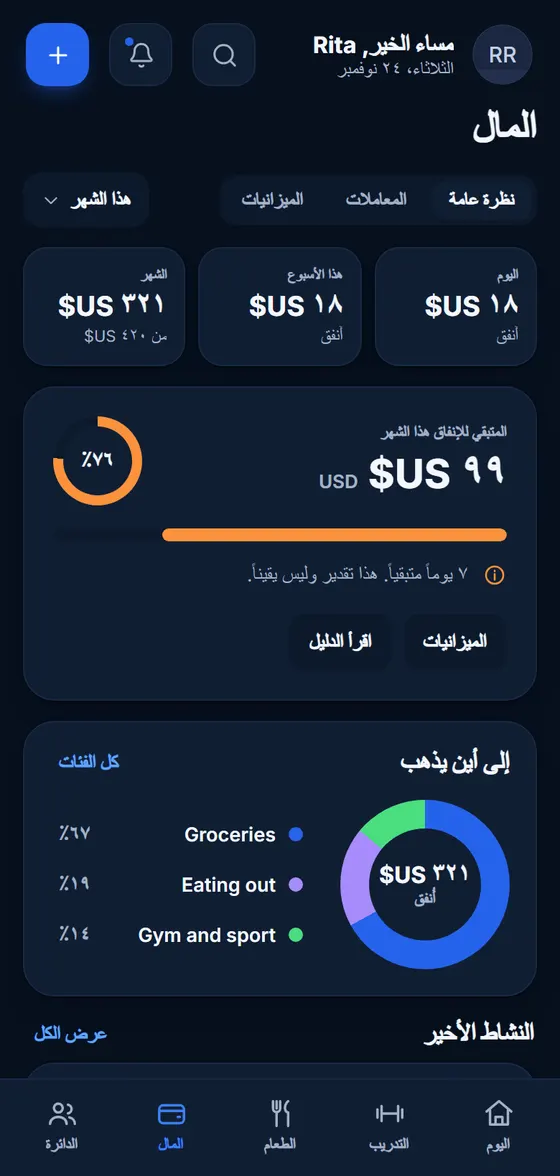 RR
مساء الخير, Rita
الثلاثاء، ٢٤ نوفمبر
المال
نظرة عامة
المعاملات
الميزانيات
هذا الشهر
اليوم
١٨ US$
أنفق
هذا الأسبوع
١٨ US$
أنفق
الشهر
٣٢١ US$
من ٤٢٠ US$
المتبقي للإنفاق هذا الشهر
٩٩ US$ USD
٪٧٦
٧ يوماً متبقياً. هذا تقدير وليس يقيناً.
الميزانيات
اقرأ الدليل
إلى أين يذهب
كل الفئات
٣٢١ US$
أنفق
Groceries ٪٦٧
Eating out ٪١٩
Gym and sport ٪١٤
النشاط الأخير
عرض الكل
اليوم
التدريب
الطعام
المال
الدائرة